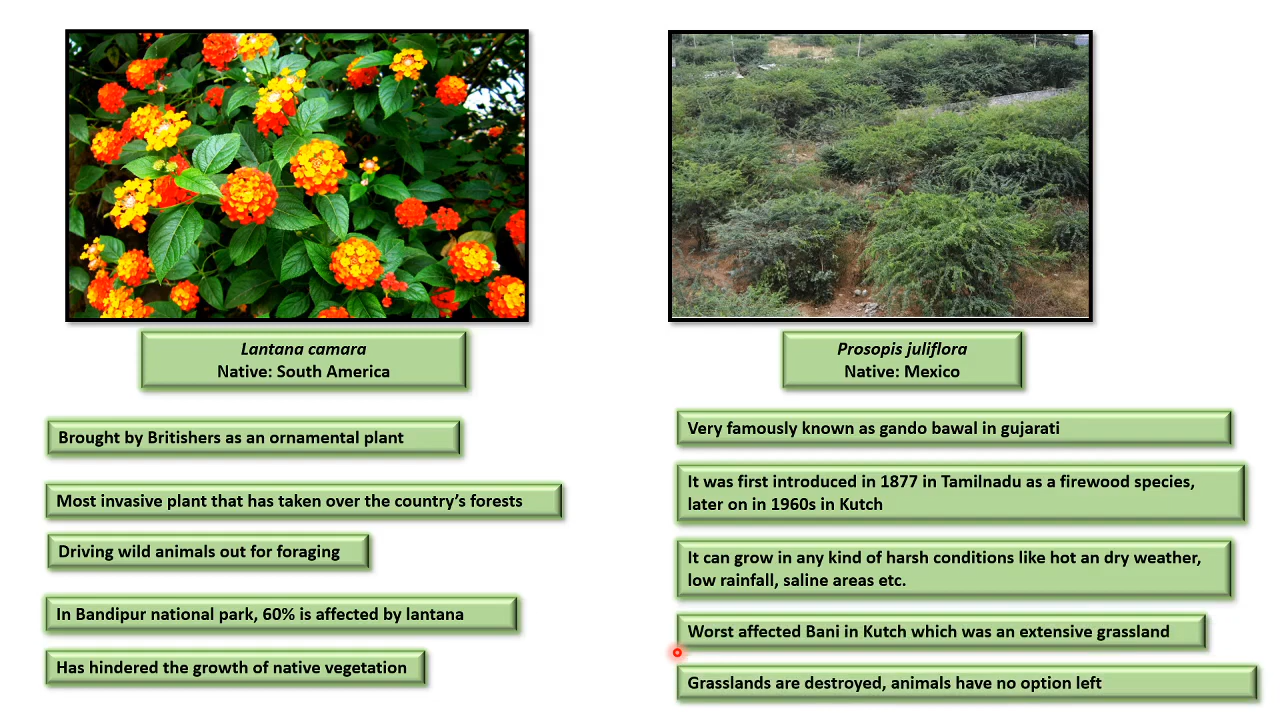 Lantana camara
Native: South America
Brought by Britishers as an ornamental plant
Most invasive plant that has taken over the country's forests
Driving wild animals out for foraging
In Bandipur national park, 60% is affected by lantana
Has hindered the growth of native vegetation
Prosopis juliflora
Native: Mexico
Very famously known as gando bawal in gujarati
It was first introduced in 1877 in Tamilnadu as a firewood species,
later on in 1960s in Kutch
It can grow in any kind of harsh conditions like hot an dry weather,
low rainfall, saline areas etc.
Worst affected Bani in Kutch which was an extensive grassland
Grasslands are destroyed, animals have no option left